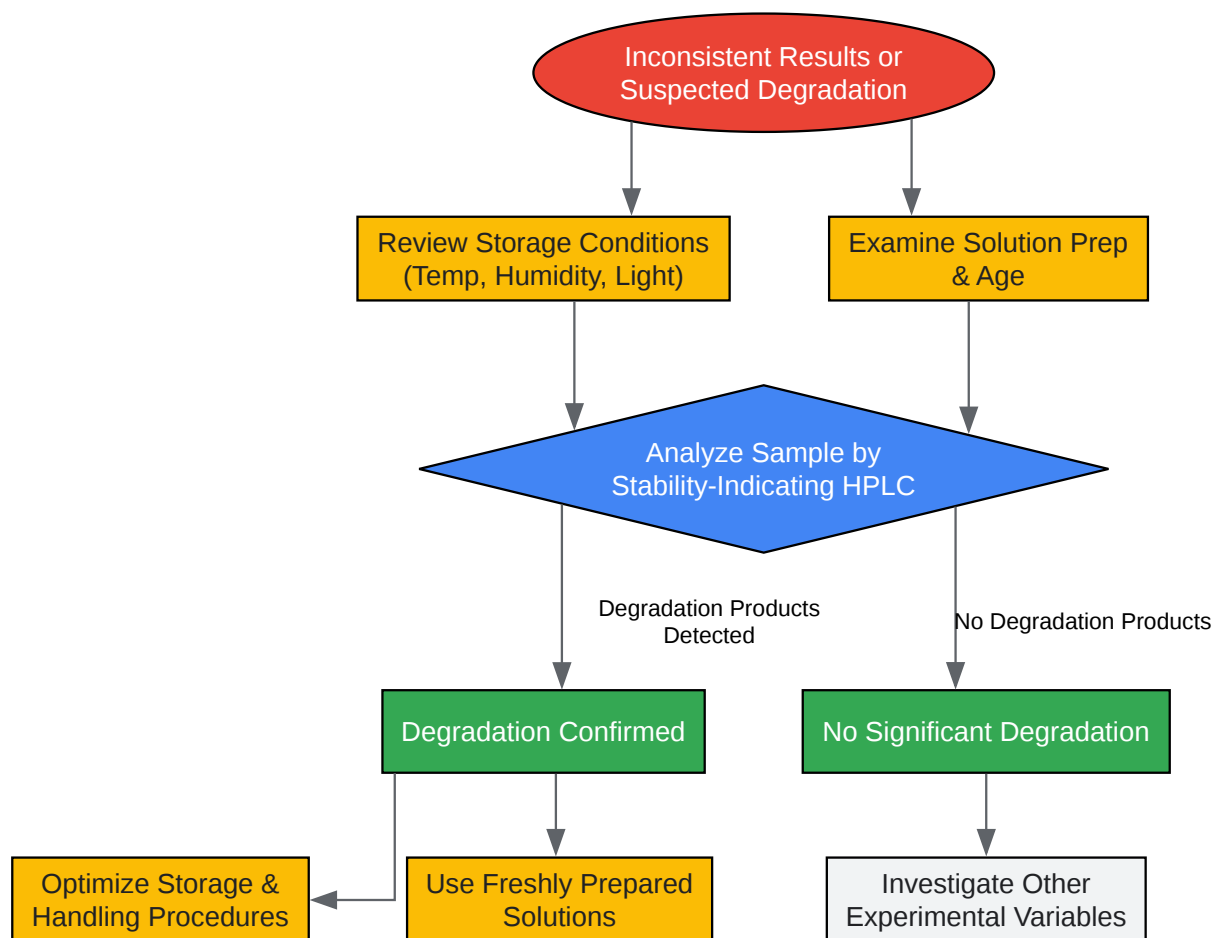 Inconsistent Results or
Suspected Degradation
Review Storage Conditions
(Temp, Humidity, Light)
Examine Solution Prep
& Age
Analyze Sample by
Stability-Indicating HPLC
Degradation Products
Detected
No Degradation Products
Degradation Confirmed
No Significant Degradation
Optimize Storage &
Handling Procedures
Use Freshly Prepared
Solutions
Investigate Other
Experimental Variables